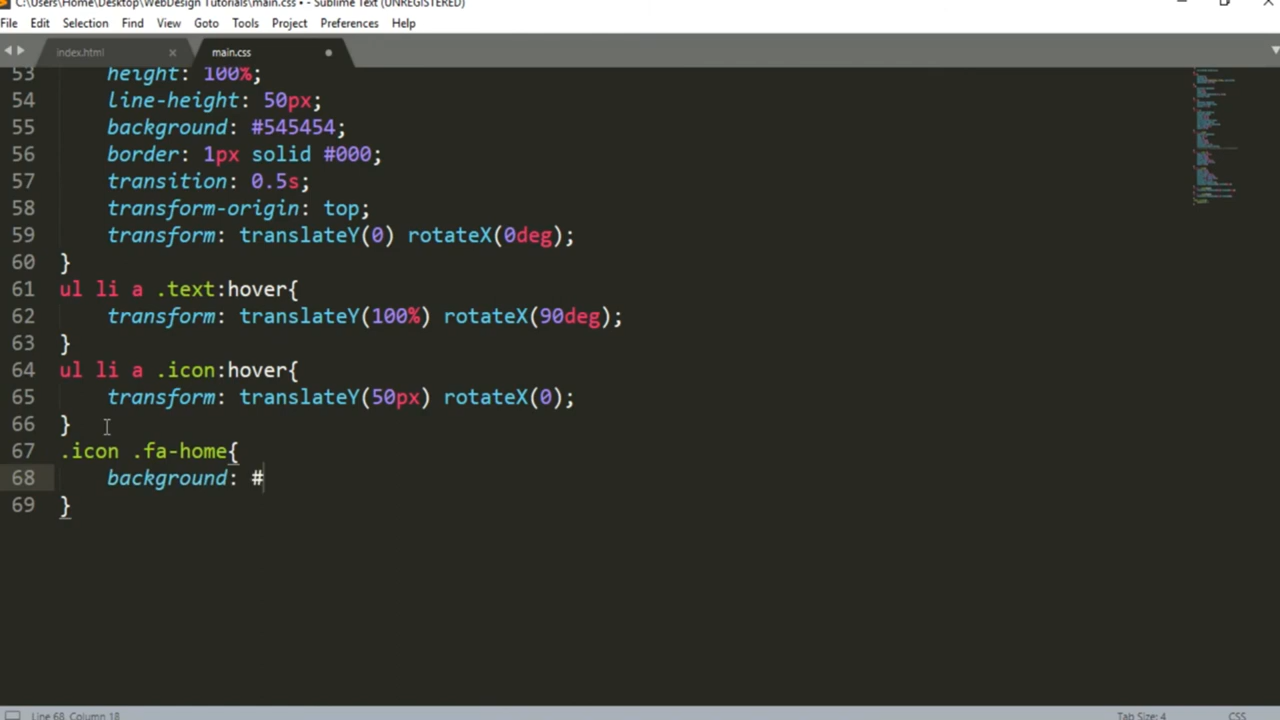 C:\Users\Home\Desktop\WebDesign Tutorials\main.css • - Sublime Text (UNREGISTERED)
File Edit Selection Find View Goto Tools Project Preferences Help
index.html × main.css
53 height: 100%;
54 line-height: 50px;
55 background: #545454;
56 border: 1px solid #000;
57 transition: 0.5s;
58 transform-origin: top;
59 transform: translateY(0) rotateX(0deg);
60 }
61 ul li a .text:hover{
62 transform: translateY(100%) rotateX(90deg);
63 }
64 ul li a .icon:hover{
65 transform: translateY(50px) rotateX(0);
66 }
67 .icon .fa-home{
68 background: #
69 }
Line 68, Column 18 Tab Size: 4 CSS